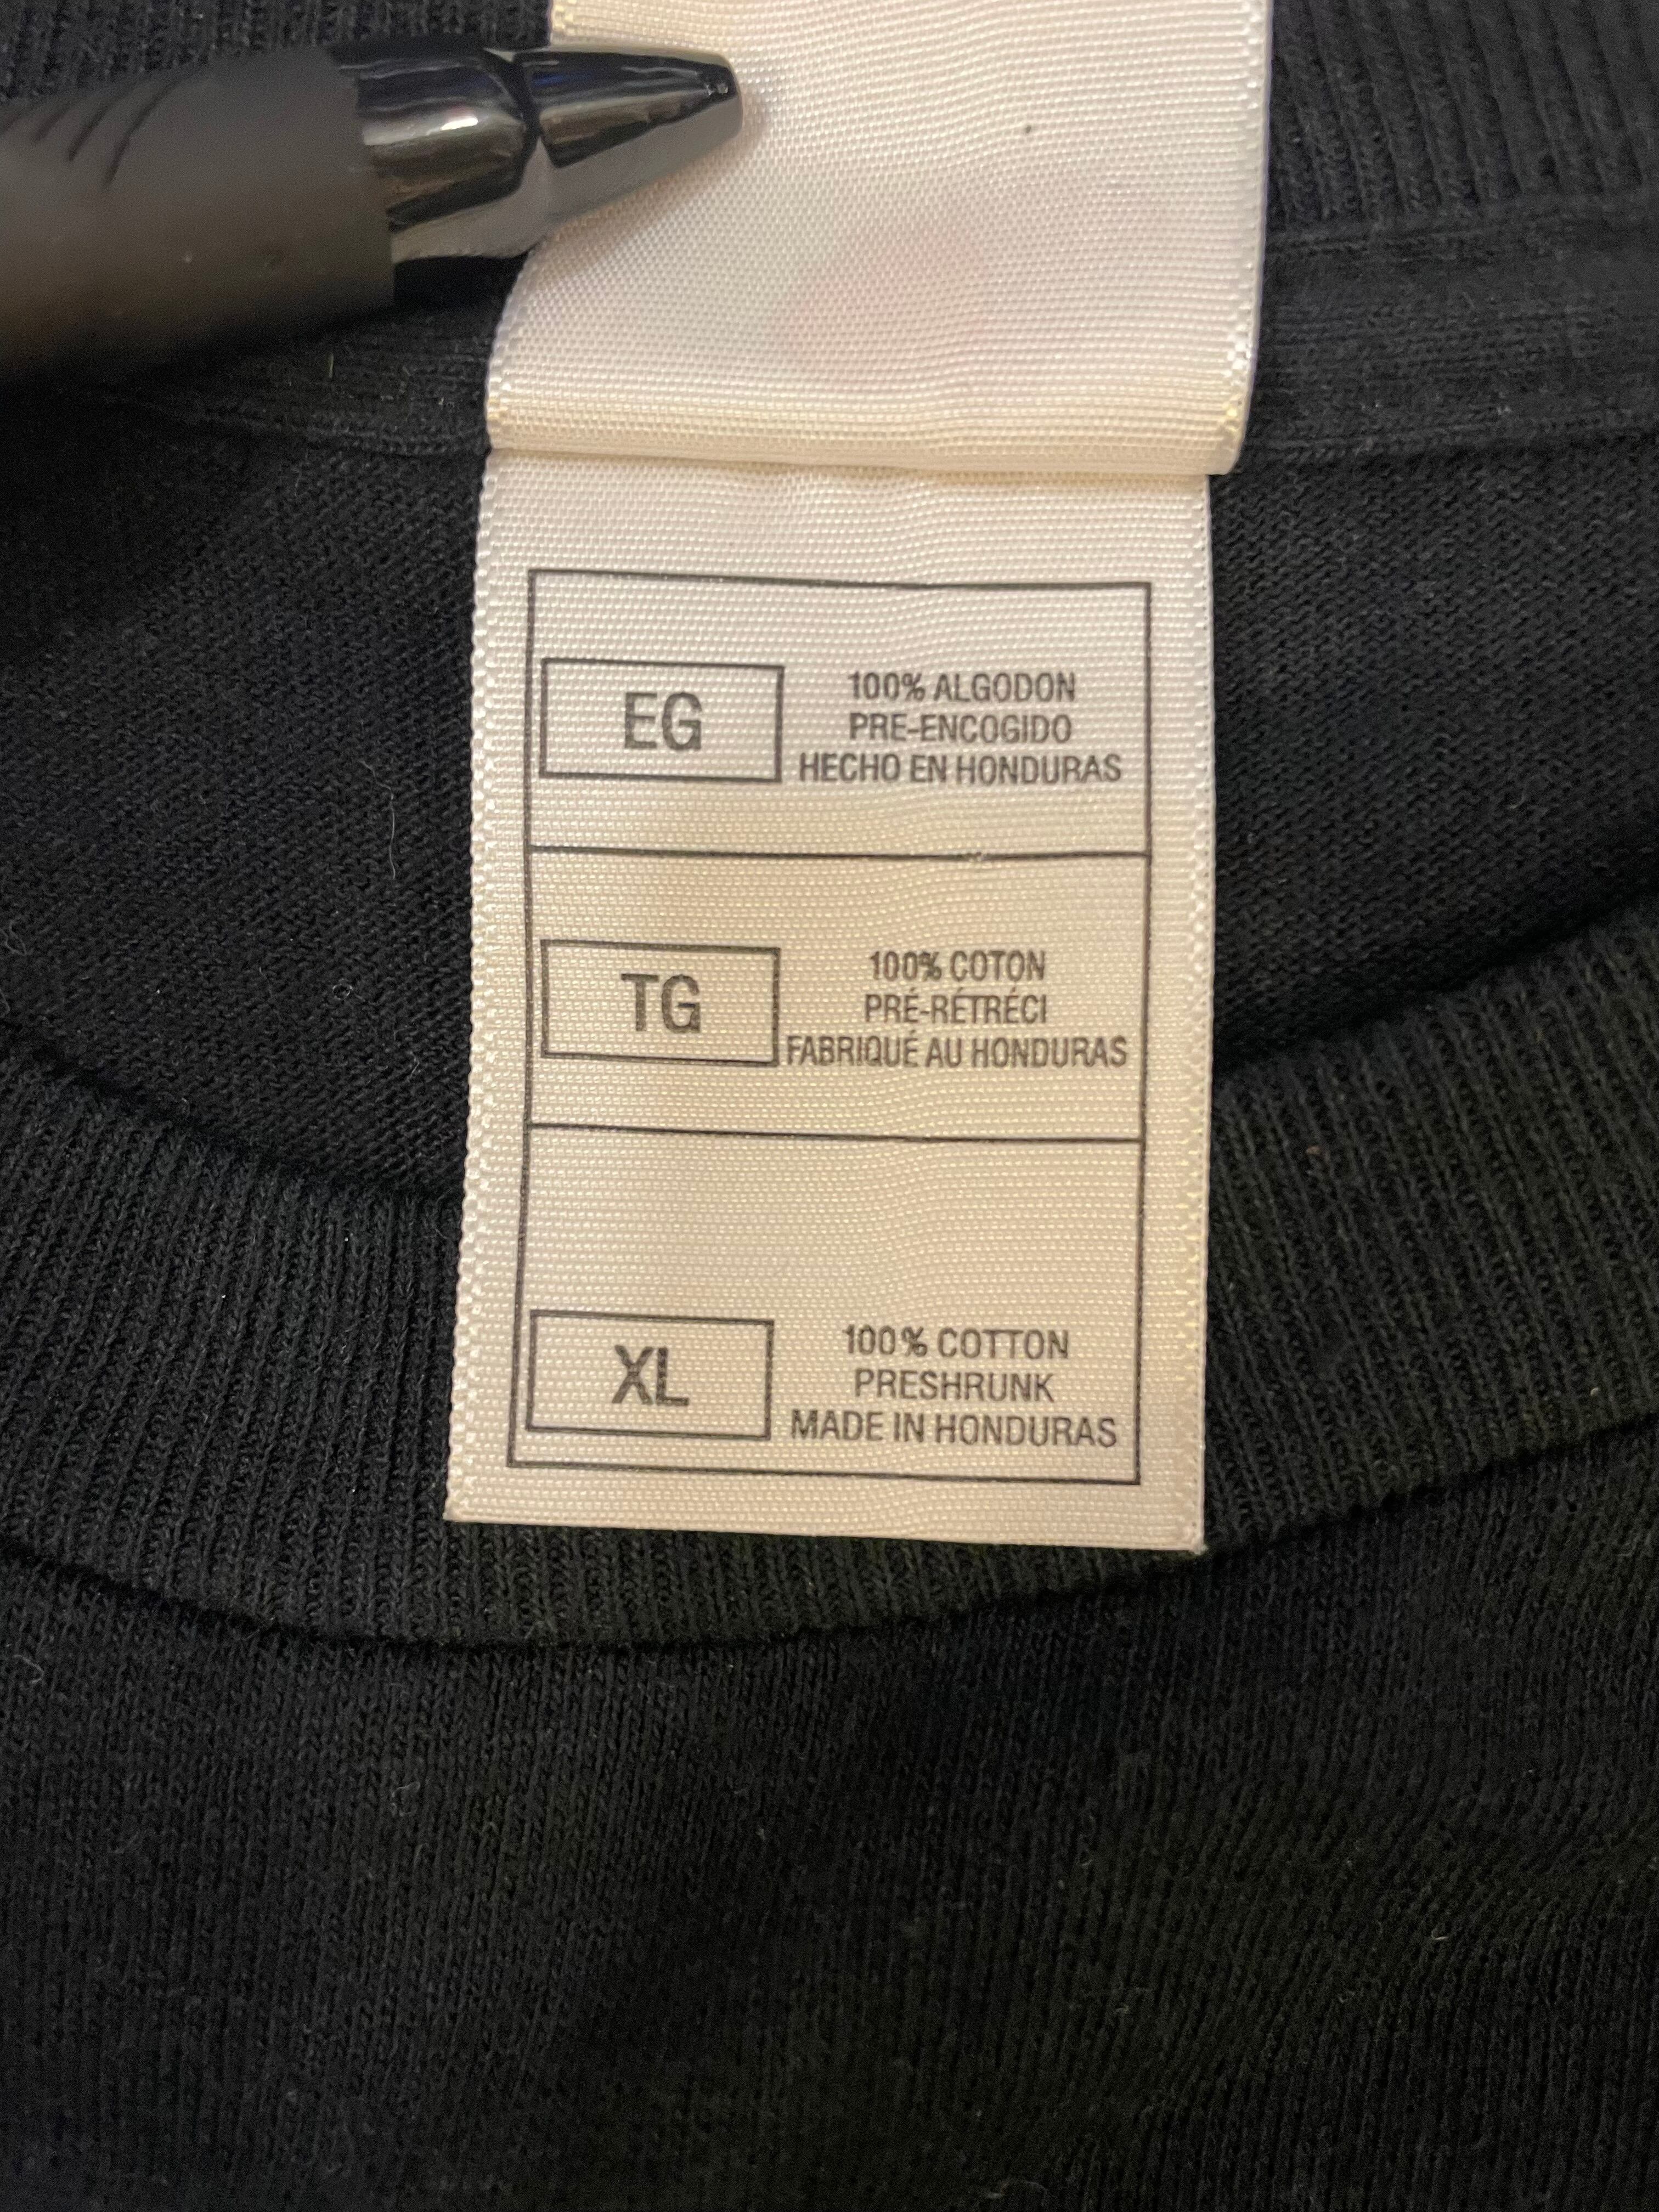 EG
100% ALGODON
PRE-ENCOGIDO
HECHO EN HONDURAS
TG
100% COTON
PRÉ-RÉTRÉCI
FABRIQUÉ AU HONDURAS
XL
100% COTTON
PRESHRUNK
MADE IN HONDURAS